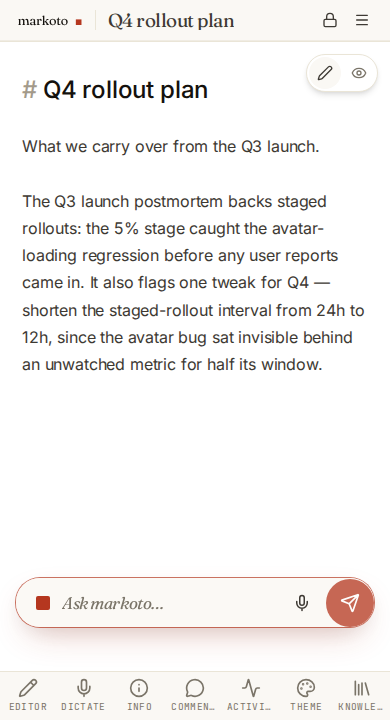 markoto
Q4 rollout plan
# Q4 rollout plan
What we carry over from the Q3 launch.
The Q3 launch postmortem backs staged
rollouts: the 5% stage caught the avatar-
loading regression before any user reports
came in. It also flags one tweak for Q4 —
shorten the staged-rollout interval from 24h to
12h, since the avatar bug sat invisible behind
an unwatched metric for half its window.
Ask markoto...
EDITOR
DICTATE
INFO
COMMEN…
ACTIVI…
THEME
KNOWLE…